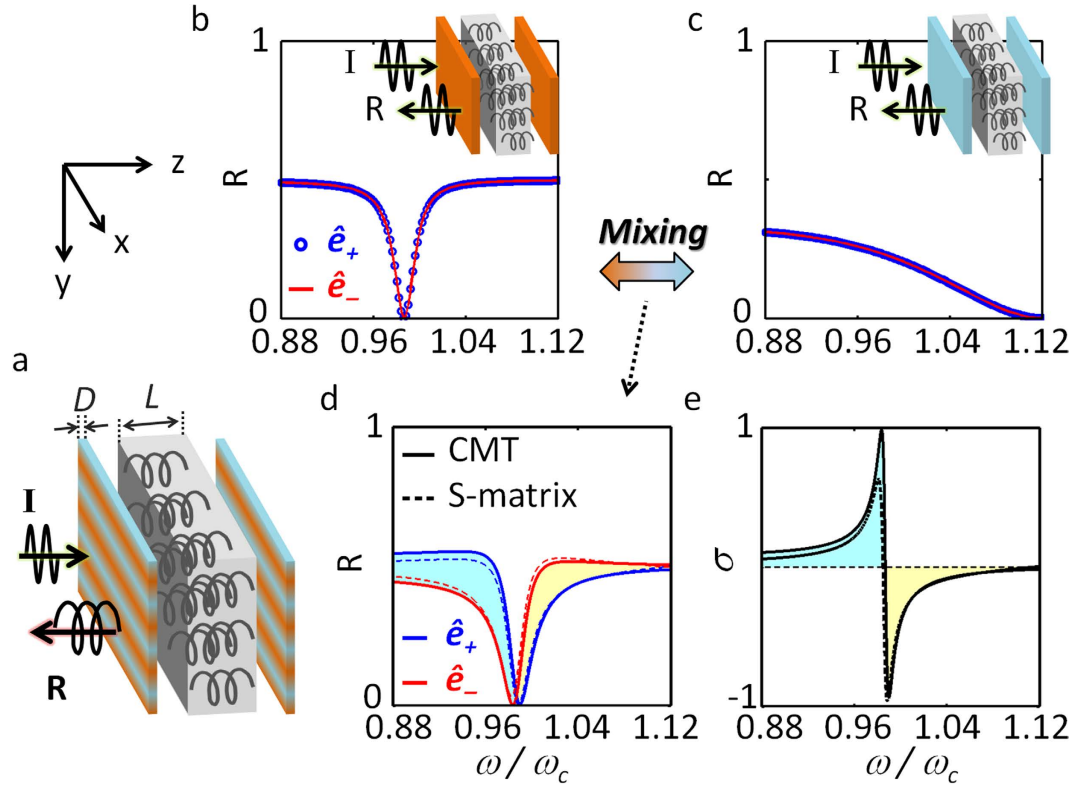 b
1
I
R
R
ê₊
ê₋
0
0.88 0.96 1.04 1.12
c
1
I
R
R
0
0.88 0.96 1.04 1.12
z
x
y
Mixing
a
D L
I
R
d
1
CMT
S-matrix
R
ê₊
ê₋
0
0.88 0.96 1.04 1.12
ω / ω_c
e
1
σ
-1
0.88 0.96 1.04 1.12
ω / ω_c